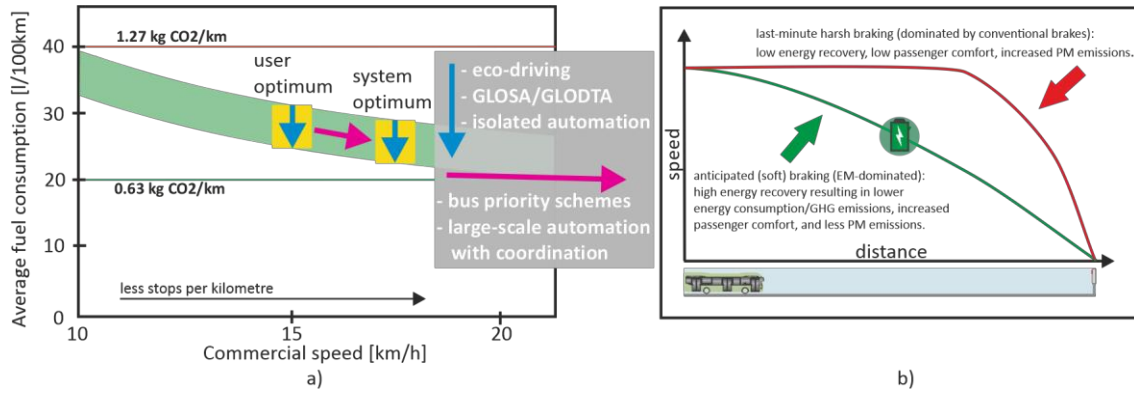 Average fuel consumption [l/100km]
40
30
20
10
10
0
1.27 kg CO2/km
user
optimum
system
optimum
- eco-driving
- GLOSA/GLODTA
- isolated automation
0.63 kg CO2/km
- bus priority schemes
- large-scale automation
with coordination
less stops per kilometre
10
15
20
Commercial speed [km/h]
a)
last-minute harsh braking (dominated by conventional brakes):
low energy recovery, low passenger comfort, increased PM emissions.
speed
anticipated (soft) braking (EM-dominated):
high energy recovery resulting in lower
energy consumption/GHG emissions, increased
passenger comfort, and less PM emissions.
distance
b)